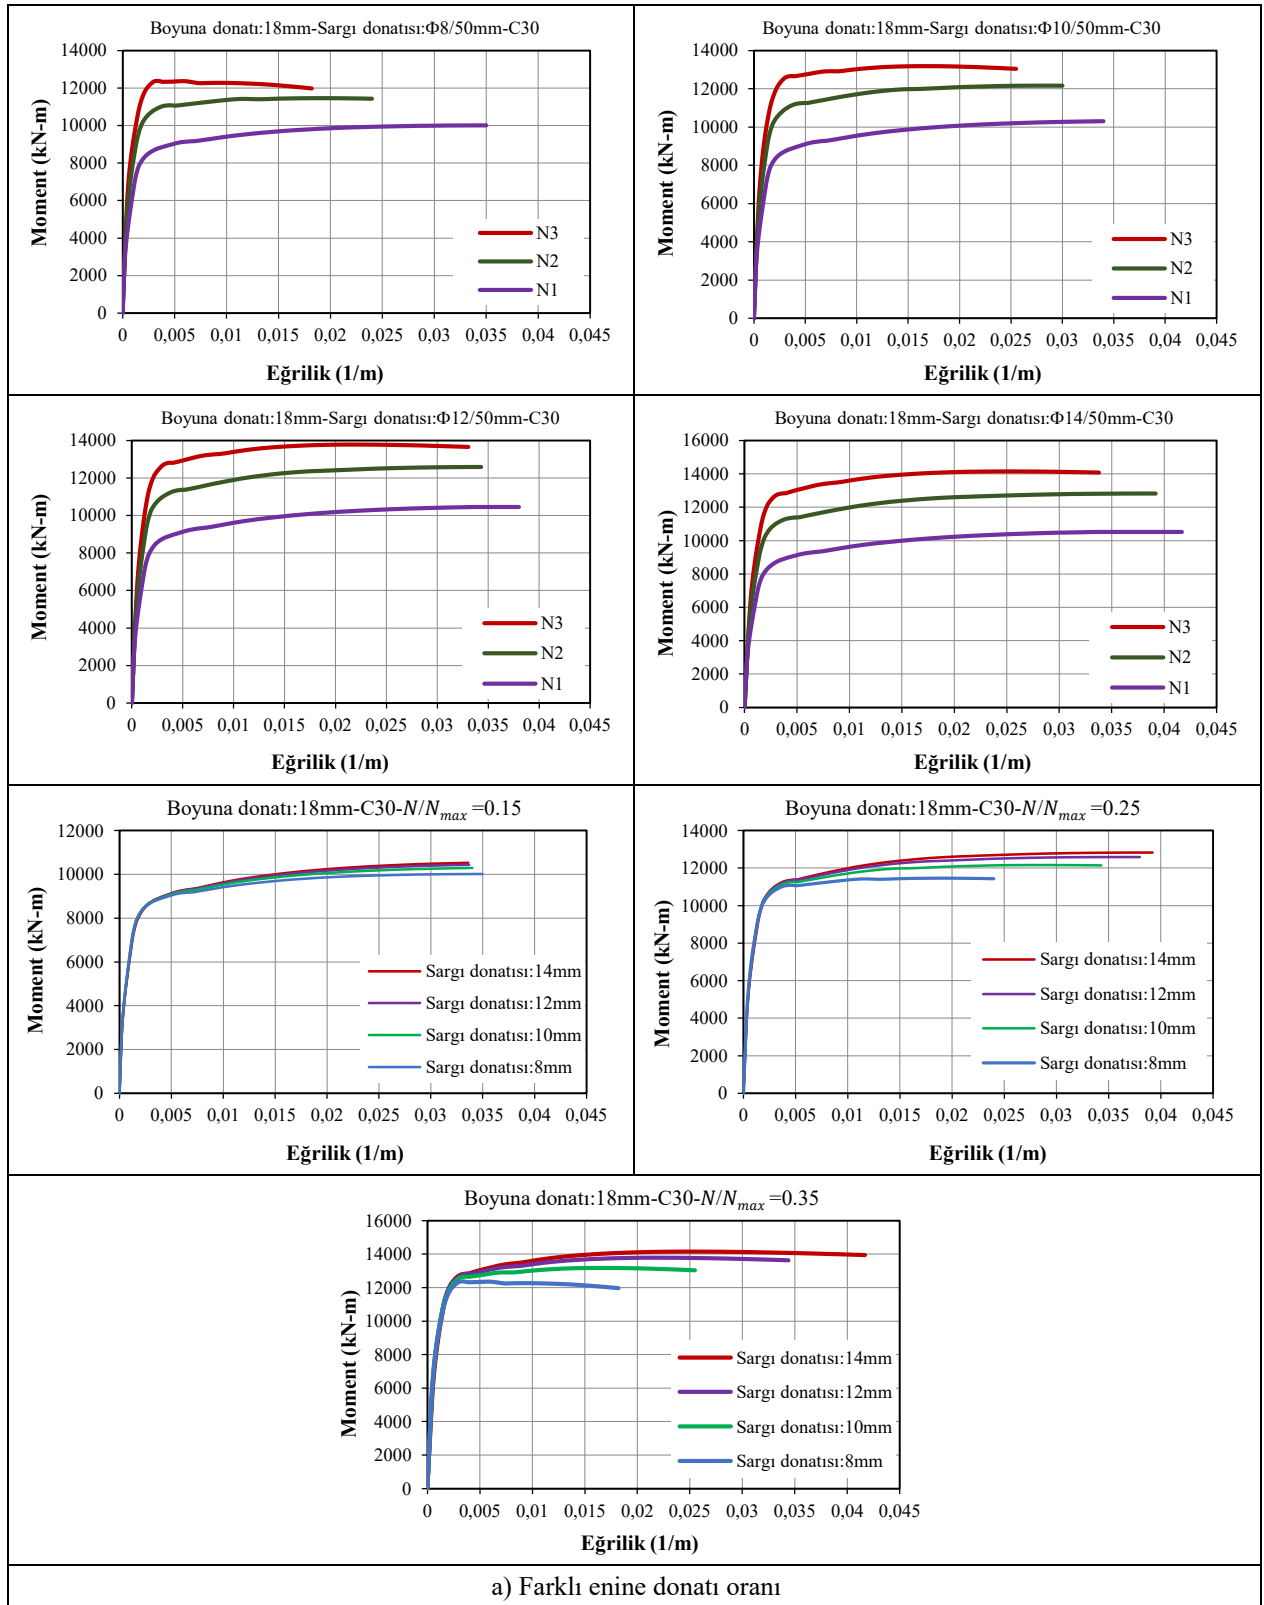 Boyuna donatı:18mm-Sargı donatısı:Φ8/50mm-C30
14000
12000
10000
8000
6000
4000
2000
0
Moment (kN-m)
N3
N2
N1
0 0,005 0,01 0,015 0,02 0,025 0,03 0,035 0,04 0,045
Eğrilik (1/m)
Boyuna donatı:18mm-Sargı donatısı:Φ10/50mm-C30
14000
12000
10000
8000
6000
4000
2000
0
Moment (kN-m)
N3
N2
N1
0 0,005 0,01 0,015 0,02 0,025 0,03 0,035 0,04 0,045
Eğrilik (1/m)
Boyuna donatı:18mm-Sargı donatısı:Φ12/50mm-C30
14000
12000
10000
8000
6000
4000
2000
0
Moment (kN-m)
N3
N2
N1
0 0,005 0,01 0,015 0,02 0,025 0,03 0,035 0,04 0,045
Eğrilik (1/m)
Boyuna donatı:18mm-Sargı donatısı:Φ14/50mm-C30
16000
14000
12000
10000
8000
6000
4000
2000
0
Moment (kN-m)
N3
N2
N1
0 0,005 0,01 0,015 0,02 0,025 0,03 0,035 0,04 0,045
Eğrilik (1/m)
Boyuna donatı:18mm-C30-N/Nmax =0.15
12000
10000
8000
6000
4000
2000
0
Moment (kN-m)
Sargı donatısı:14mm
Sargı donatısı:12mm
Sargı donatısı:10mm
Sargı donatısı:8mm
0 0,005 0,01 0,015 0,02 0,025 0,03 0,035 0,04 0,045
Eğrilik (1/m)
Boyuna donatı:18mm-C30-N/Nmax =0.25
14000
12000
10000
8000
6000
4000
2000
0
Moment (kN-m)
Sargı donatısı:14mm
Sargı donatısı:12mm
Sargı donatısı:10mm
Sargı donatısı:8mm
0 0,005 0,01 0,015 0,02 0,025 0,03 0,035 0,04 0,045
Eğrilik (1/m)
Boyuna donatı:18mm-C30-N/Nmax =0.35
16000
14000
12000
10000
8000
6000
4000
2000
0
Moment (kN-m)
Sargı donatısı:14mm
Sargı donatısı:12mm
Sargı donatısı:10mm
Sargı donatısı:8mm
0 0,005 0,01 0,015 0,02 0,025 0,03 0,035 0,04 0,045
Eğrilik (1/m)
a) Farklı enine donatı oranı